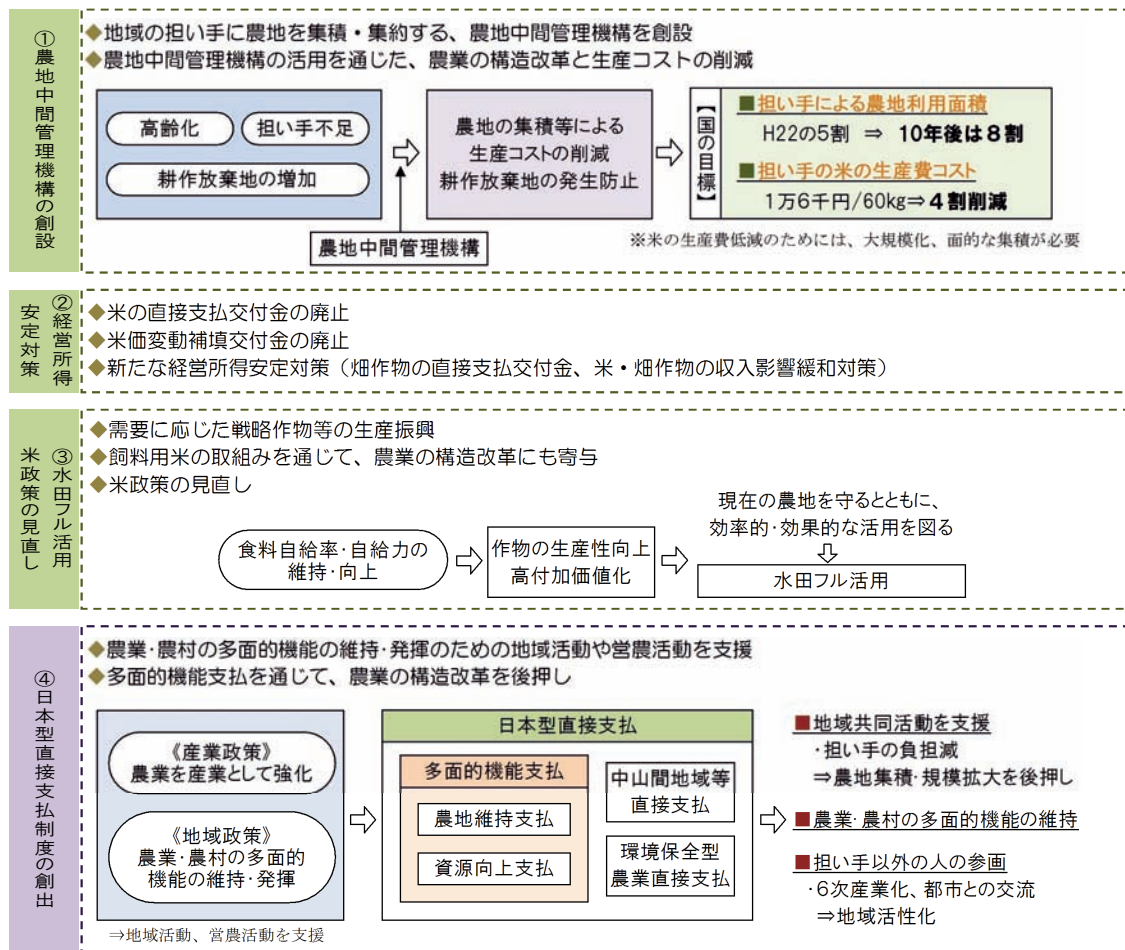 ①農地中間管理機構の創設
◆地域の担い手に農地を集積・集約する、農地中間管理機構を創設
◆農地中間管理機構の活用を通じた、農業の構造改革と生産コストの削減
高齢化
担い手不足
耕作放棄地の増加
農地中間管理機構
農地の集積等による
生産コストの削減
耕作放棄地の発生防止
【国の目標】
■担い手による農地利用面積
H22の5割 ⇒ 10年後は8割
■担い手の米の生産費コスト
1万6千円/60kg⇒4割削減
※米の生産費低減のためには、大規模化、面的な集積が必要
②経営所得
安定対策
◆米の直接支払交付金の廃止
◆米価変動補填交付金の廃止
◆新たな経営所得安定対策(畑作物の直接支払交付金、米・畑作物の収入影響緩和対策)
③水田フル活用
米政策の見直し
◆需要に応じた戦略作物等の生産振興
◆飼料用米の取組みを通じて、農業の構造改革にも寄与
◆米政策の見直し
食料自給率・自給力の
維持・向上
作物の生産性向上
高付加価値化
現在の農地を守るとともに、
効率的・効果的な活用を図る
水田フル活用
④日本型直接支払制度の創出
◆農業・農村の多面的機能の維持・発揮のための地域活動や営農活動を支援
◆多面的機能支払を通じて、農業の構造改革を後押し
《産業政策》
農業を産業として強化
《地域政策》
農業・農村の多面的
機能の維持・発揮
⇒地域活動、営農活動を支援
日本型直接支払
多面的機能支払
農地維持支払
資源向上支払
中山間地域等
直接支払
環境保全型
農業直接支払
■地域共同活動を支援
・担い手の負担減
⇒農地集積・規模拡大を後押し
■農業・農村の多面的機能の維持
■担い手以外の人の参画
・6次産業化、都市との交流
⇒地域活性化